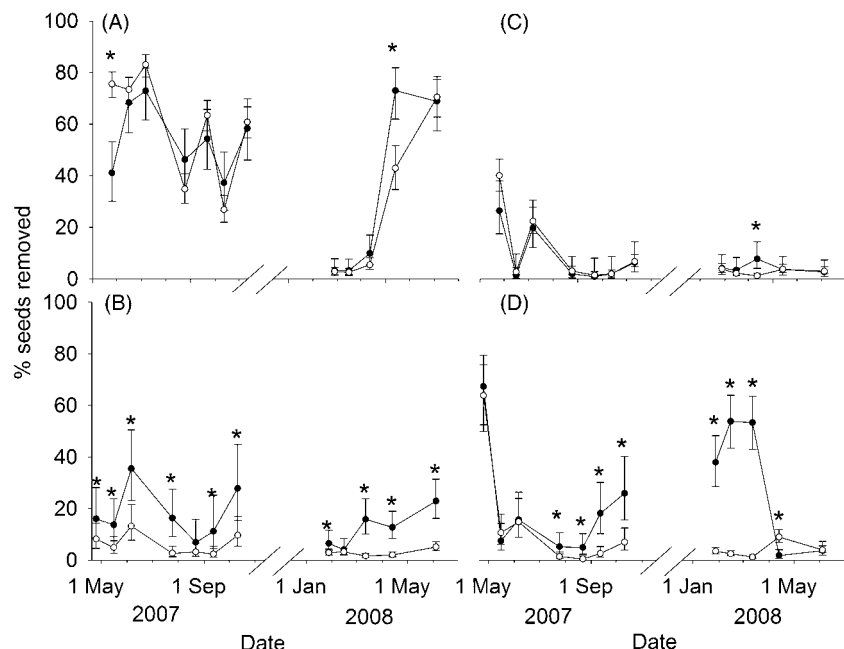 100
80
60
40
20
0
(A)
*
*
(C)
*
100
80
60
40
20
0
(B)
* * * * * *
* * * *
(D)
* * * *
* * *
*
% seeds removed
1 May 1 Sep 1 Jan 1 May 1 May 1 Sep 1 Jan 1 May
2007 2008 2007 2008
Date Date